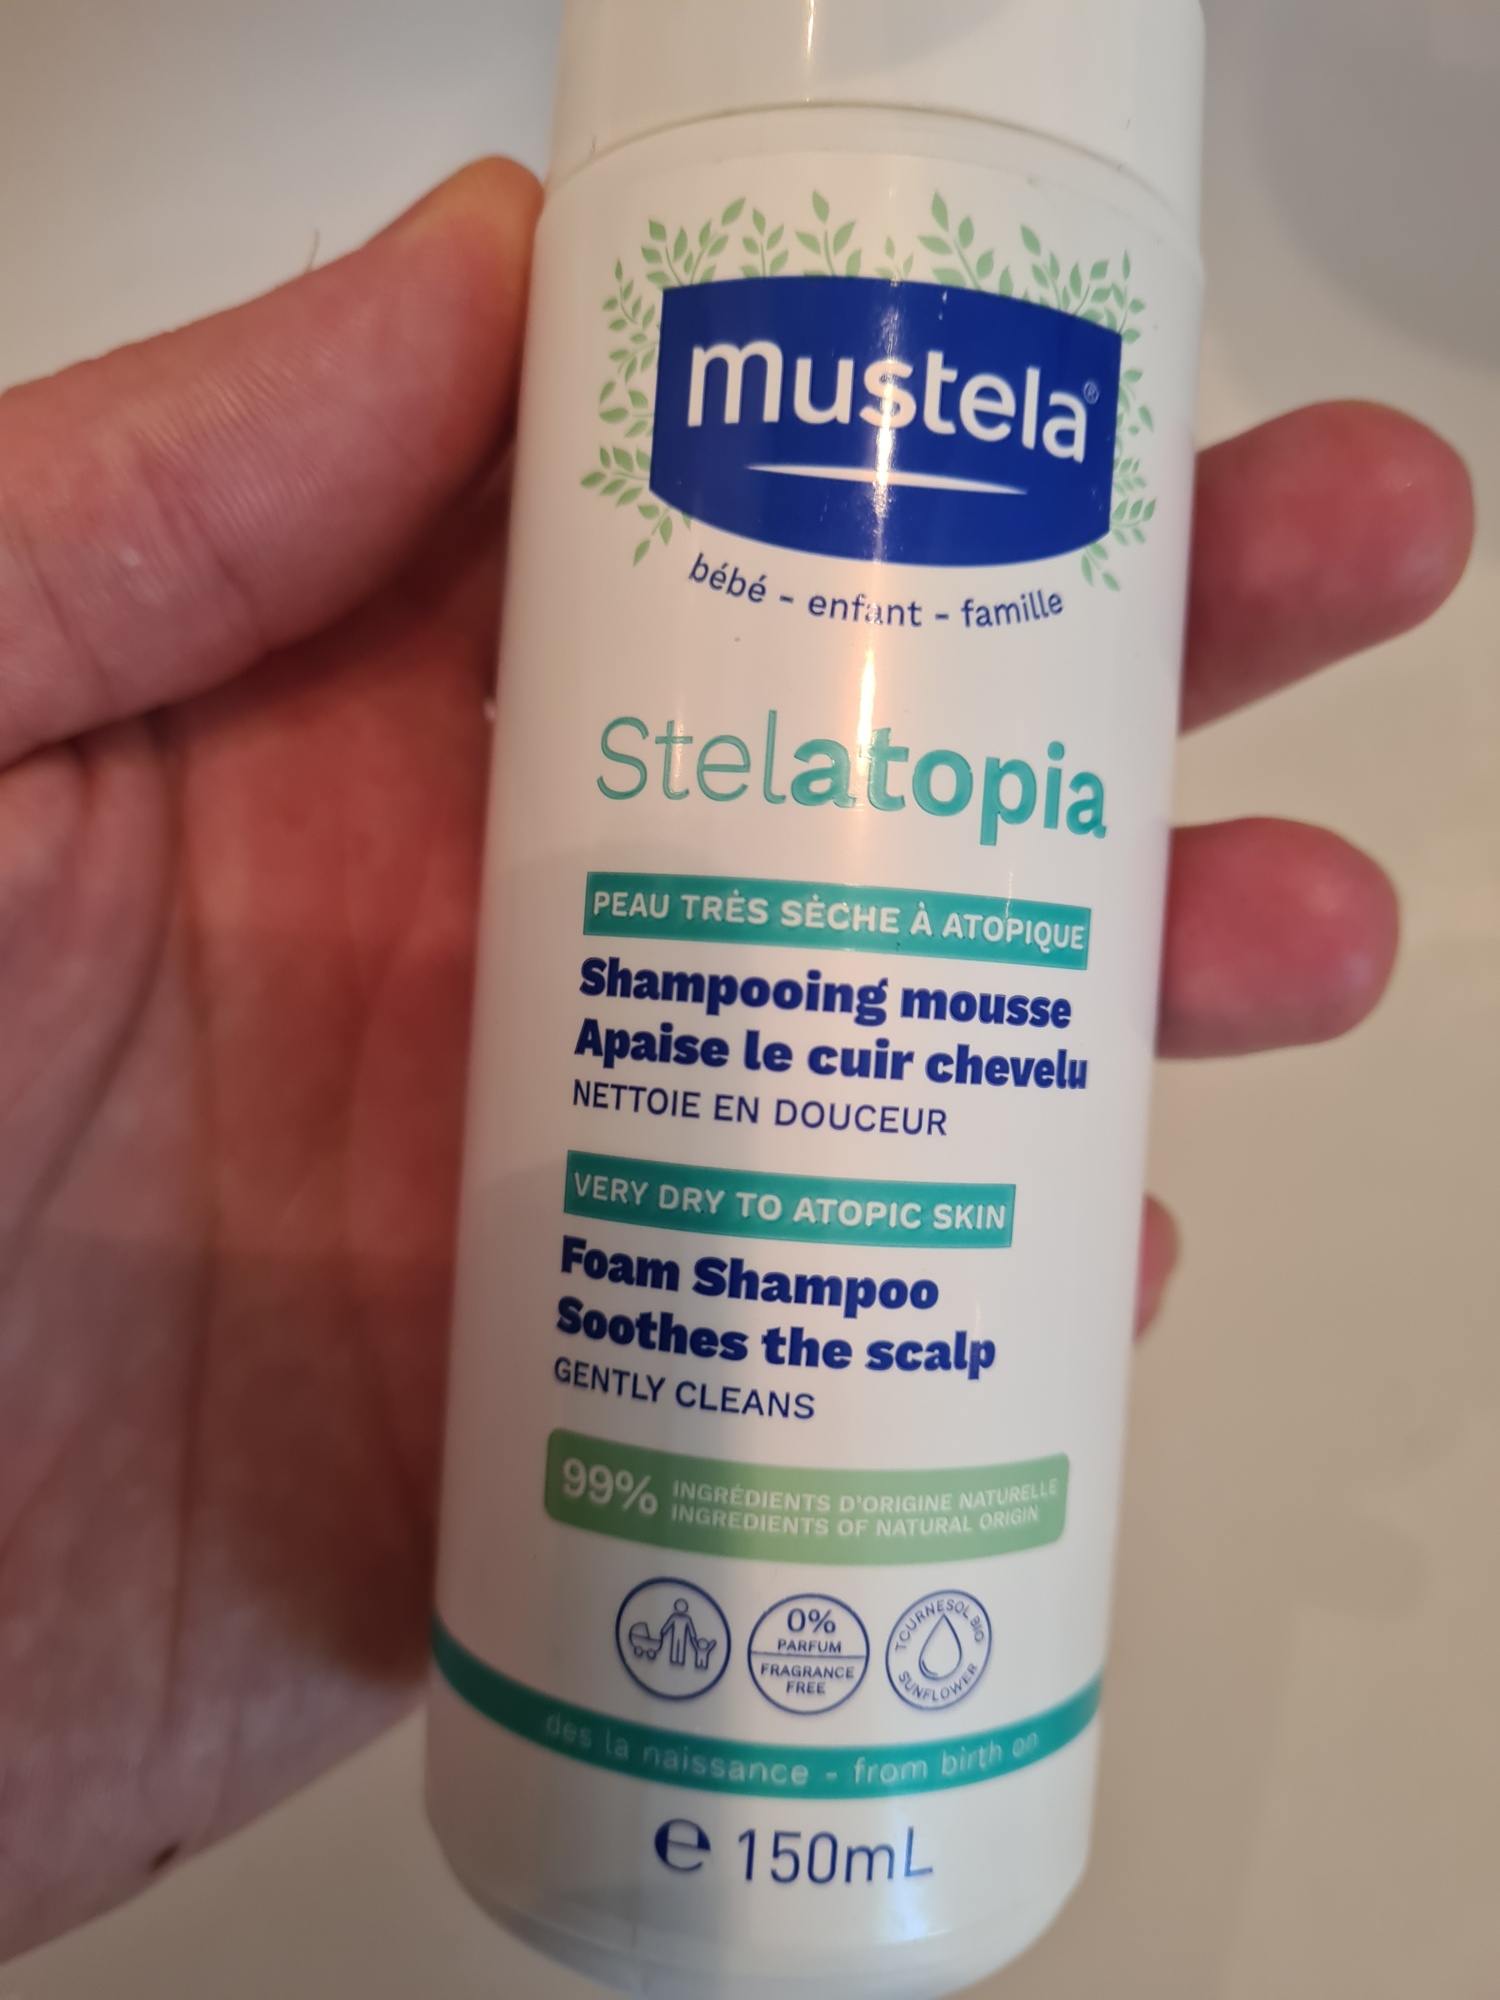 mustela®
bébé - enfant - famille
Stelatopia
PEAU TRÈS SÈCHE À ATOPIQUE
Shampooing mousse
Apaise le cuir chevelu
NETTOIE EN DOUCEUR
VERY DRY TO ATOPIC SKIN
Foam Shampoo
Soothes the scalp
GENTLY CLEANS
99% INGRÉDIENTS D'ORIGINE NATURELLE
INGREDIENTS OF NATURAL ORIGIN
0%
PARFUM
FRAGRANCE
FREE
TOURNESOL BIO
SUNFLOWER
dès la naissance - from birth on
℮ 150mL